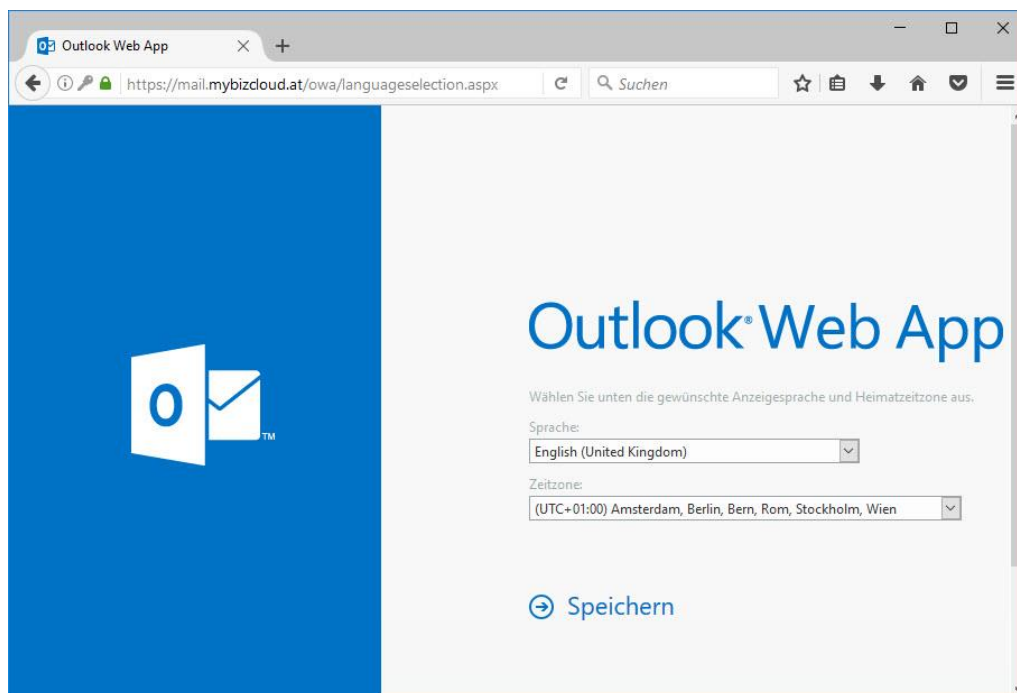 Outlook Web App
https://mail.mybizcloud.at/owa/languageselection.aspx
Suchen
O
TM
Outlook® Web App
Wählen Sie unten die gewünschte Anzeigesprache und Heimatzeitzone aus.
Sprache:
English (United Kingdom)
Zeitzone:
(UTC+01:00) Amsterdam, Berlin, Bern, Rom, Stockholm, Wien
Speichern